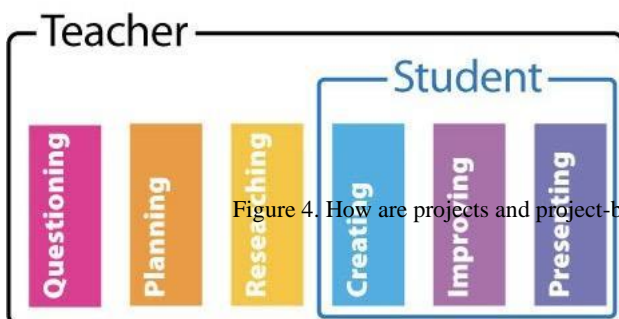 Teacher
Student
Questioning
Planning
Researching
Creating
Improving
Presenting
Figure 4. How are projects and project-b